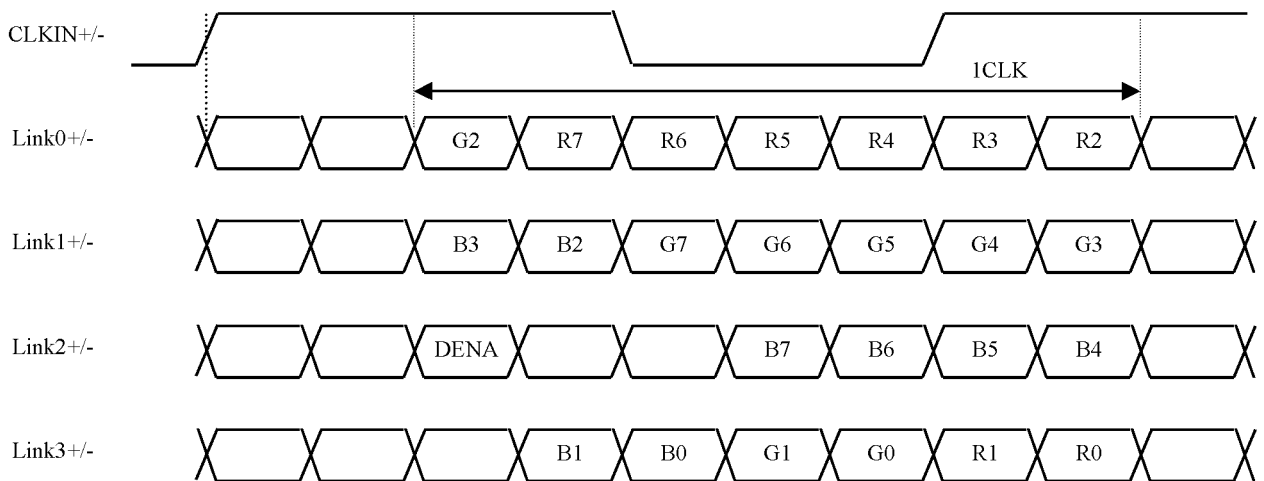 CLKIN+/-
1CLK
Link0+/- G2 R7 R6 R5 R4 R3 R2
Link1+/- B3 B2 G7 G6 G5 G4 G3
Link2+/- DENA B7 B6 B5 B4
Link3+/- B1 B0 G1 G0 R1 R0